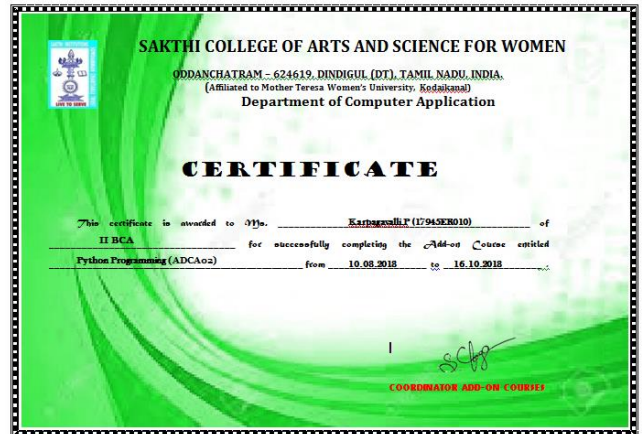 SAKTHI COLLEGE OF ARTS AND SCIENCE FOR WOMEN
ODDANCHATRAM – 624619, DINDIGUL (DT), TAMIL NADU, INDIA.
(Affiliated to Mother Teresa Women's University, Kodaikanal)
Department of Computer Application
LIVE TO SERVE
CERTIFICATE
This certificate is awarded to Ms. Karpagavalli.P (17945ER010) of
II BCA for successfully completing the Add-on Course entitled
Python Programming (ADCA02) from 10.08.2018 to 16.10.2018 .
COORDINATOR ADD-ON COURSES